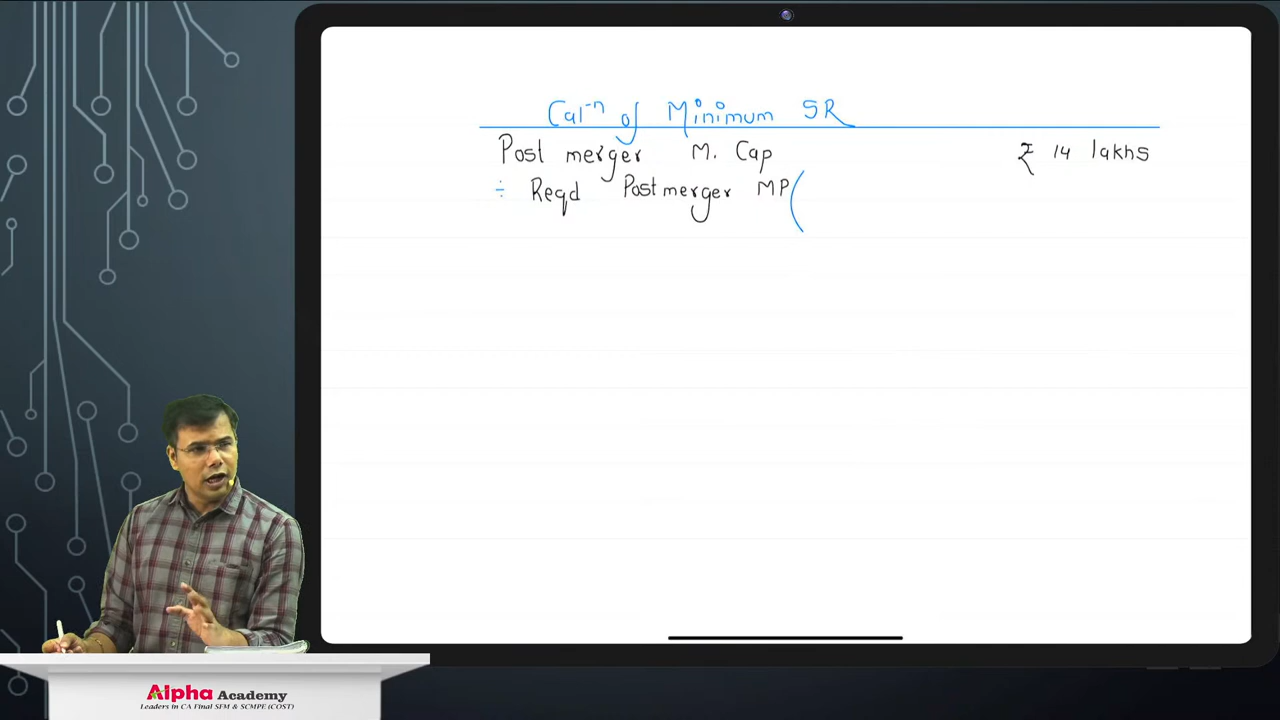 Cal⁻ⁿ of Minimum SR
Post merger M. Cap ₹ 14 lakhs
÷ Reqd Post merger MP (
Alpha Academy
Leaders in CA Final SFM & SCMPE (COST)